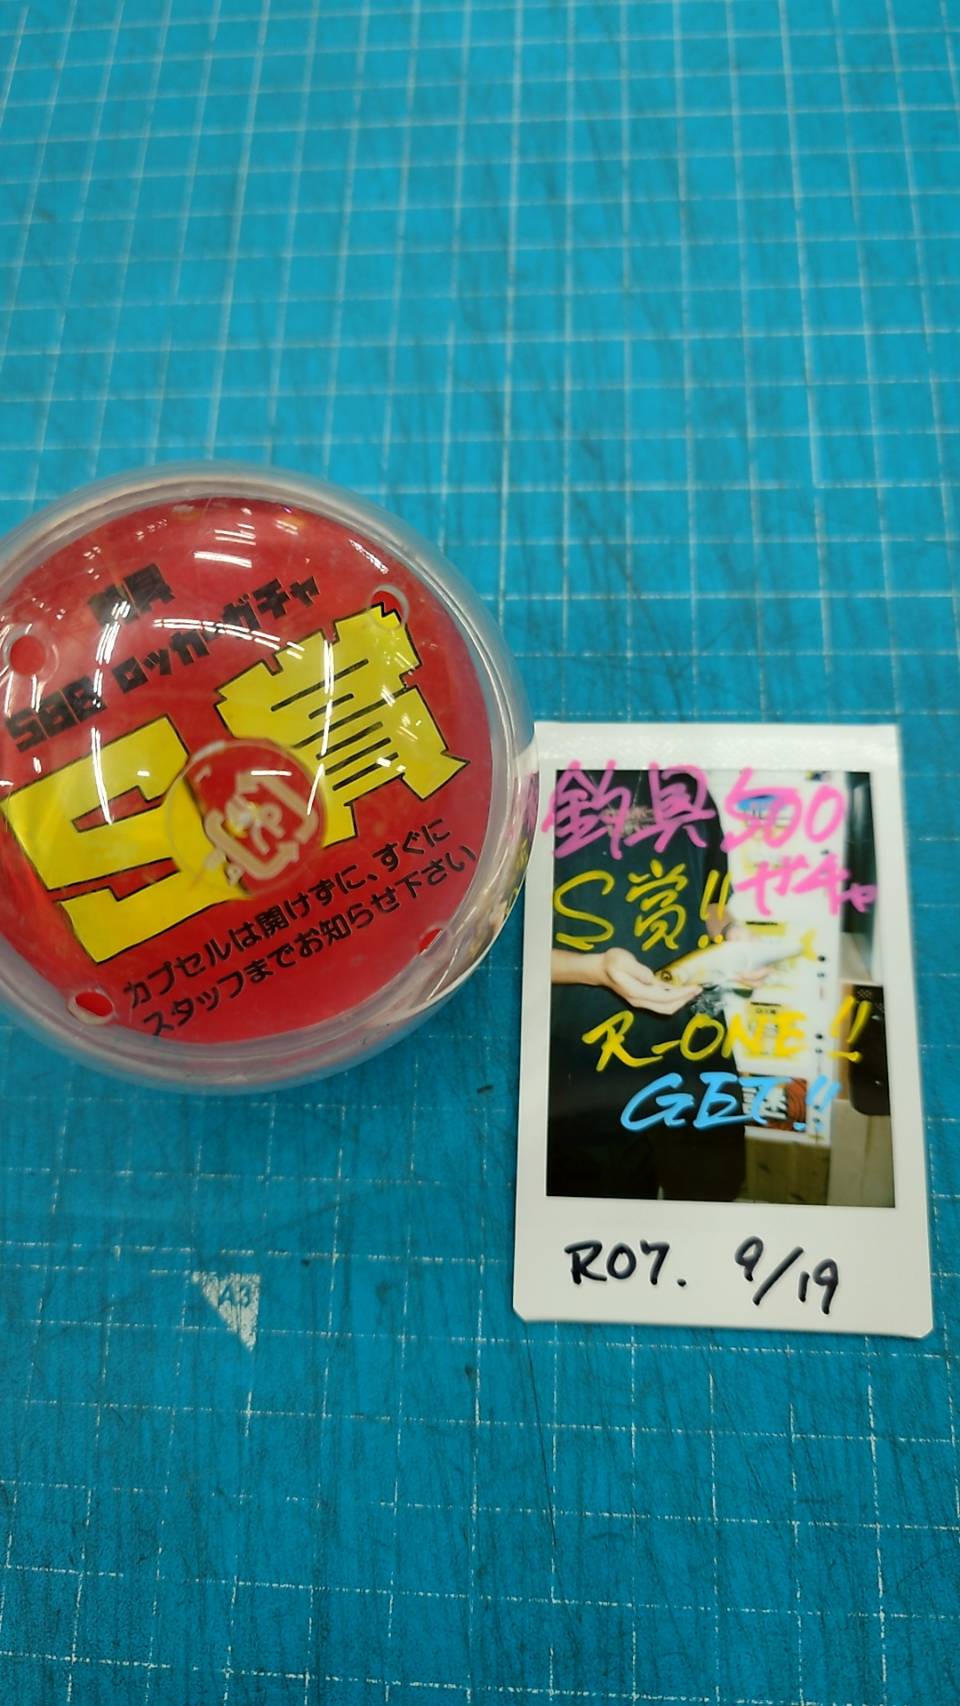 釣具
500 ロッカーガチャ
S賞
カプセルは開けずに、すぐに
スタッフまでお知らせ下さい
釣具500
ガチャ
S賞!!
R-ONE!!
GET!!
謎
R07. 9/19
A3